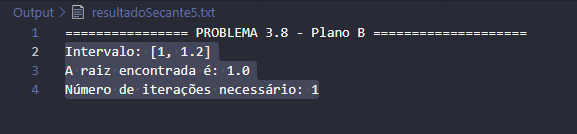 Output > resultadoSecante5.txt
1 ================ PROBLEMA 3.8 - Plano B ====================
2 Intervalo: [1, 1.2]
3 A raiz encontrada é: 1.0
4 Número de iterações necessário: 1